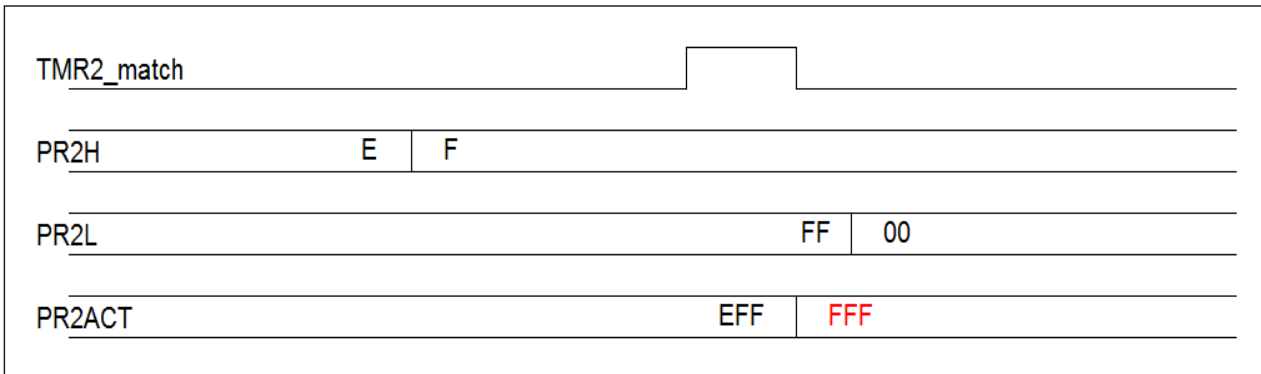 TMR2_match
PR2H E F
PR2L FF 00
PR2ACT EFF FFF